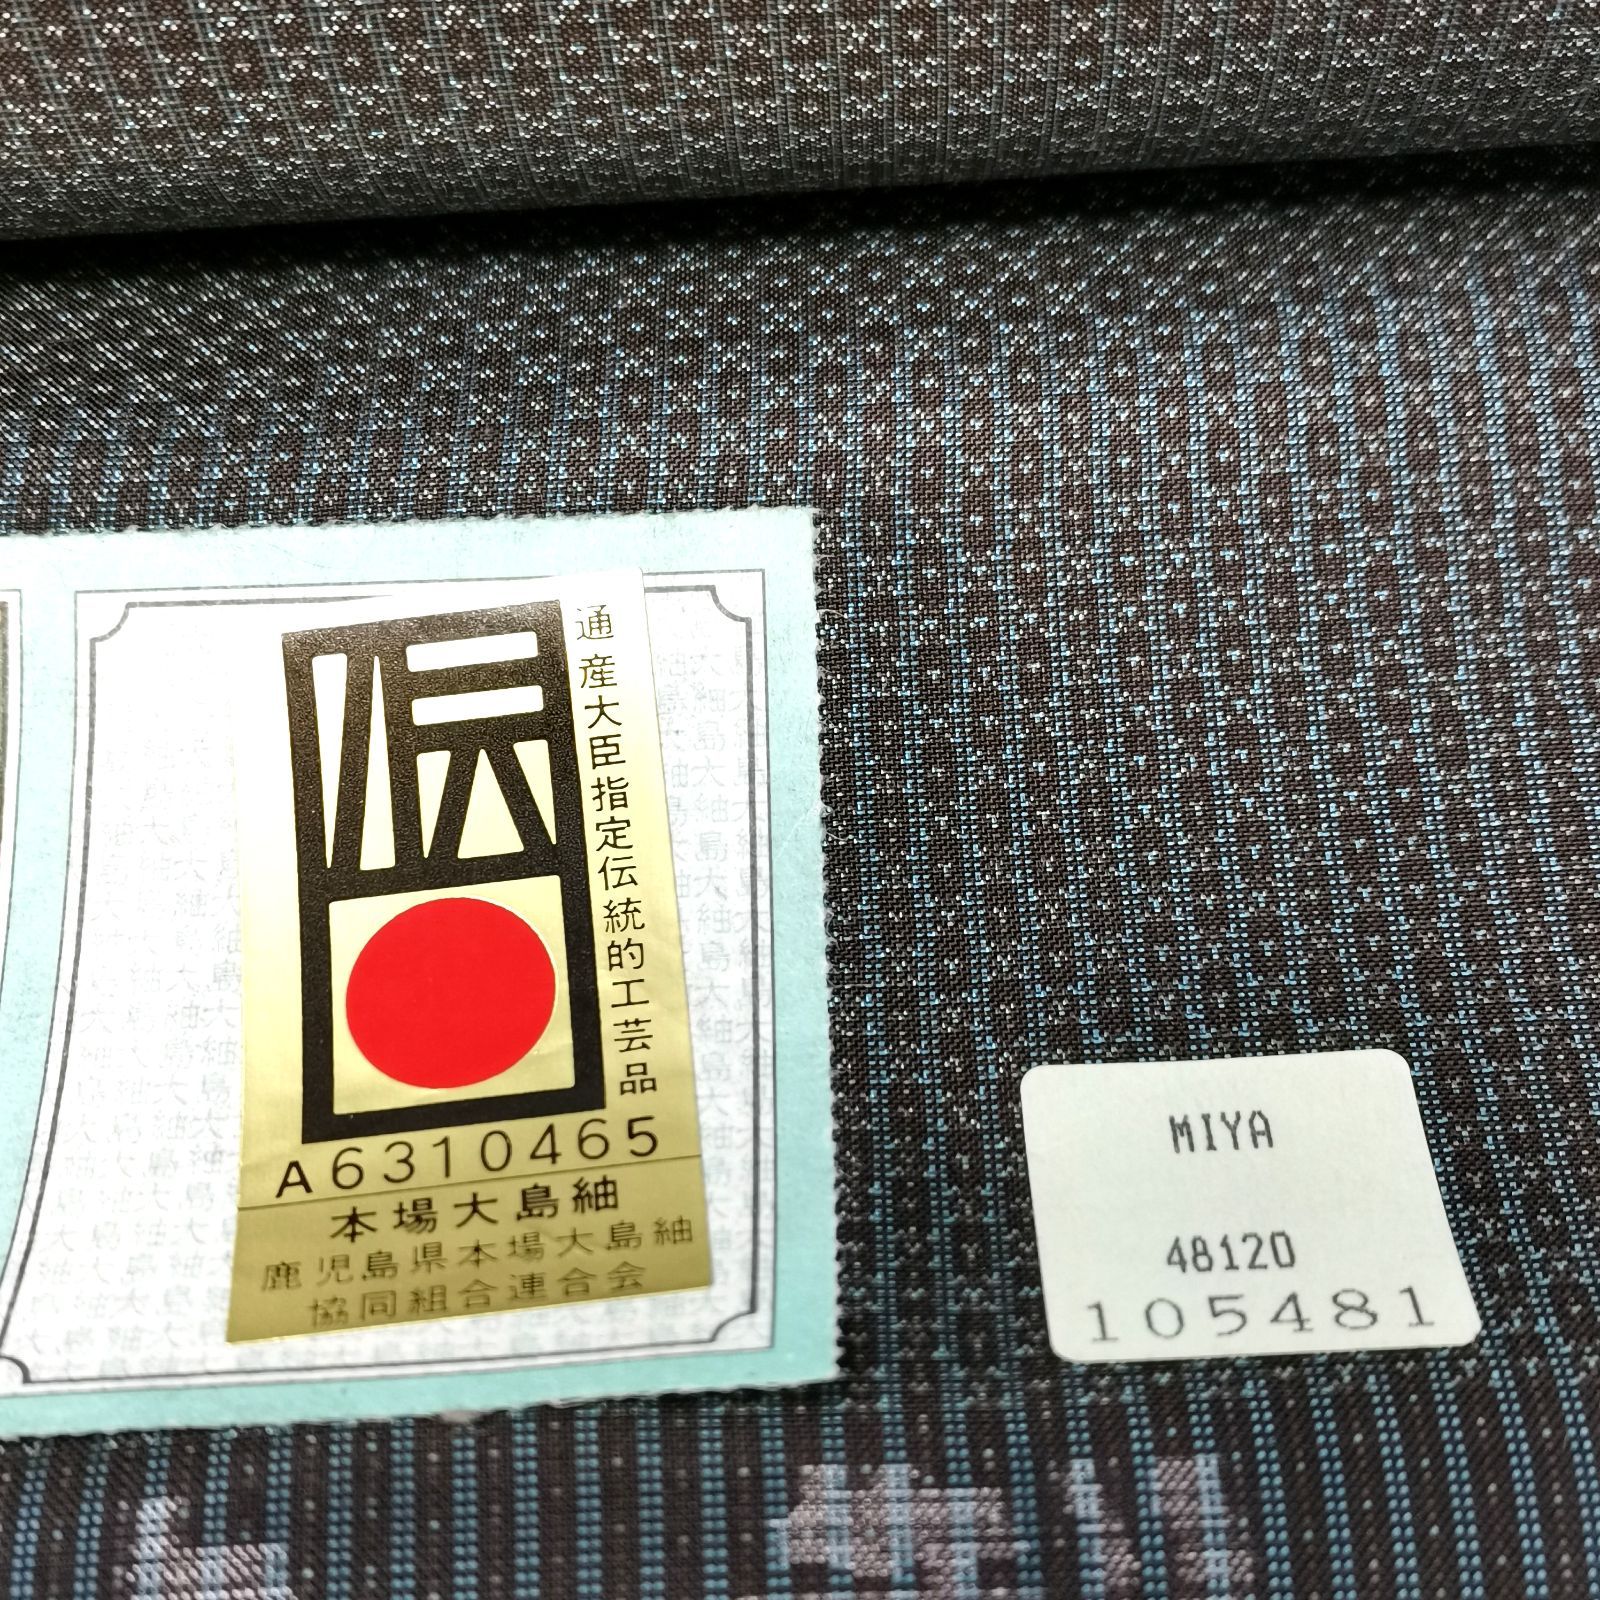 伝
通産大臣指定伝統的工芸品
A6310465
本場大島紬
鹿児島県本場大島紬
協同組合連合会
MIYA
48120
105481